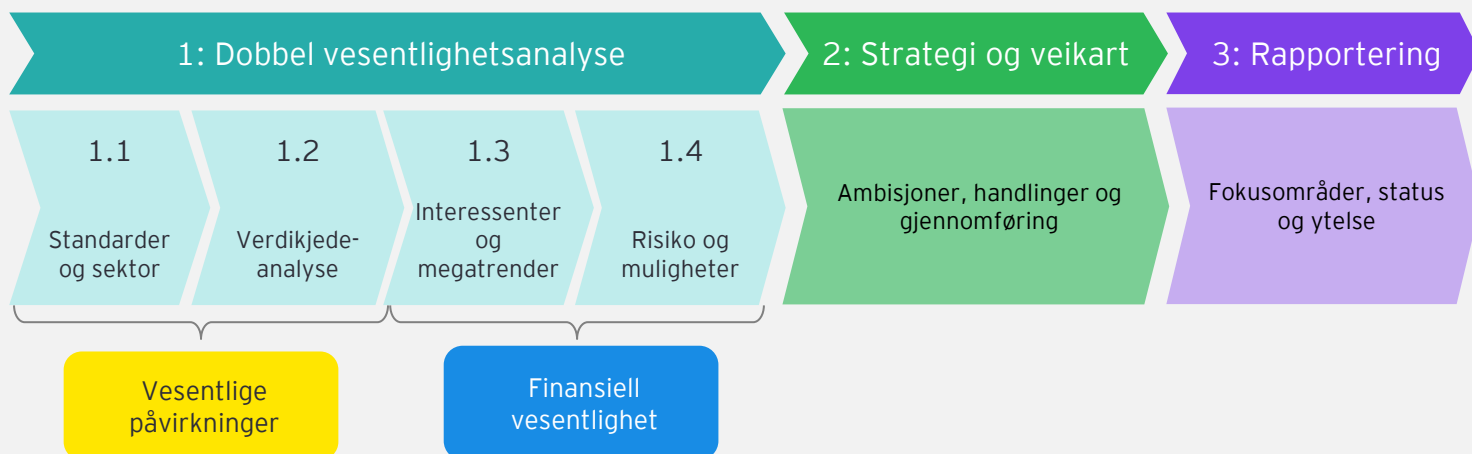 1: Dobbel vesentlighetsanalyse
2: Strategi og veikart
3: Rapportering
1.1
Standarder
og sektor
1.2
Verdikjede-
analyse
1.3
Interessenter
og
megatrender
1.4
Risiko og
muligheter
Ambisjoner, handlinger og
gjennomføring
Fokusområder, status
og ytelse
Vesentlige
påvirkninger
Finansiell
vesentlighet